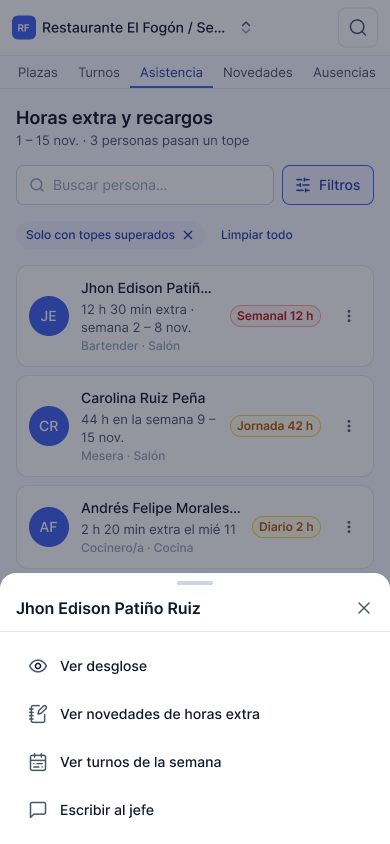 RF Restaurante El Fogón / Se...
Plazas Turnos Asistencia Novedades Ausencias
Horas extra y recargos
1 – 15 nov. · 3 personas pasan un tope
Buscar persona...
Filtros
Solo con topes superados
Limpiar todo
JE
Jhon Edison Patiñ...
12 h 30 min extra ·
semana 2 – 8 nov.
Bartender · Salón
Semanal 12 h
CR
Carolina Ruiz Peña
44 h en la semana 9 –
15 nov.
Mesera · Salón
Jornada 42 h
AF
Andrés Felipe Morales...
2 h 20 min extra el mié 11
Cocinero/a · Cocina
Diario 2 h
Jhon Edison Patiño Ruiz
Ver desglose
Ver novedades de horas extra
Ver turnos de la semana
Escribir al jefe